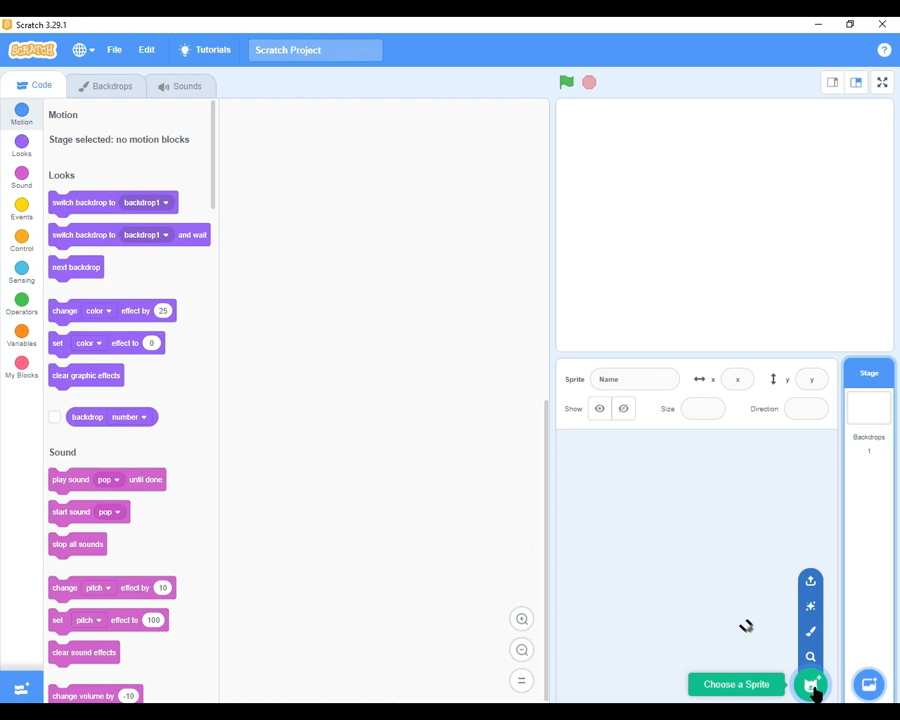 Scratch 3.29.1
SCRATCH File Edit Tutorials Scratch Project ?
Code Backdrops Sounds
Motion
Looks
Sound
Events
Control
Sensing
Operators
Variables
My Blocks
Motion
Stage selected: no motion blocks
Looks
switch backdrop to backdrop1
switch backdrop to backdrop1 and wait
next backdrop
change color effect by 25
set color effect to 0
clear graphic effects
backdrop number
Sound
play sound pop until done
start sound pop
stop all sounds
change pitch effect by 10
set pitch effect to 100
clear sound effects
change volume by -10
Sprite Name x x y y
Show Size Direction
Stage
Backdrops
1
Choose a Sprite